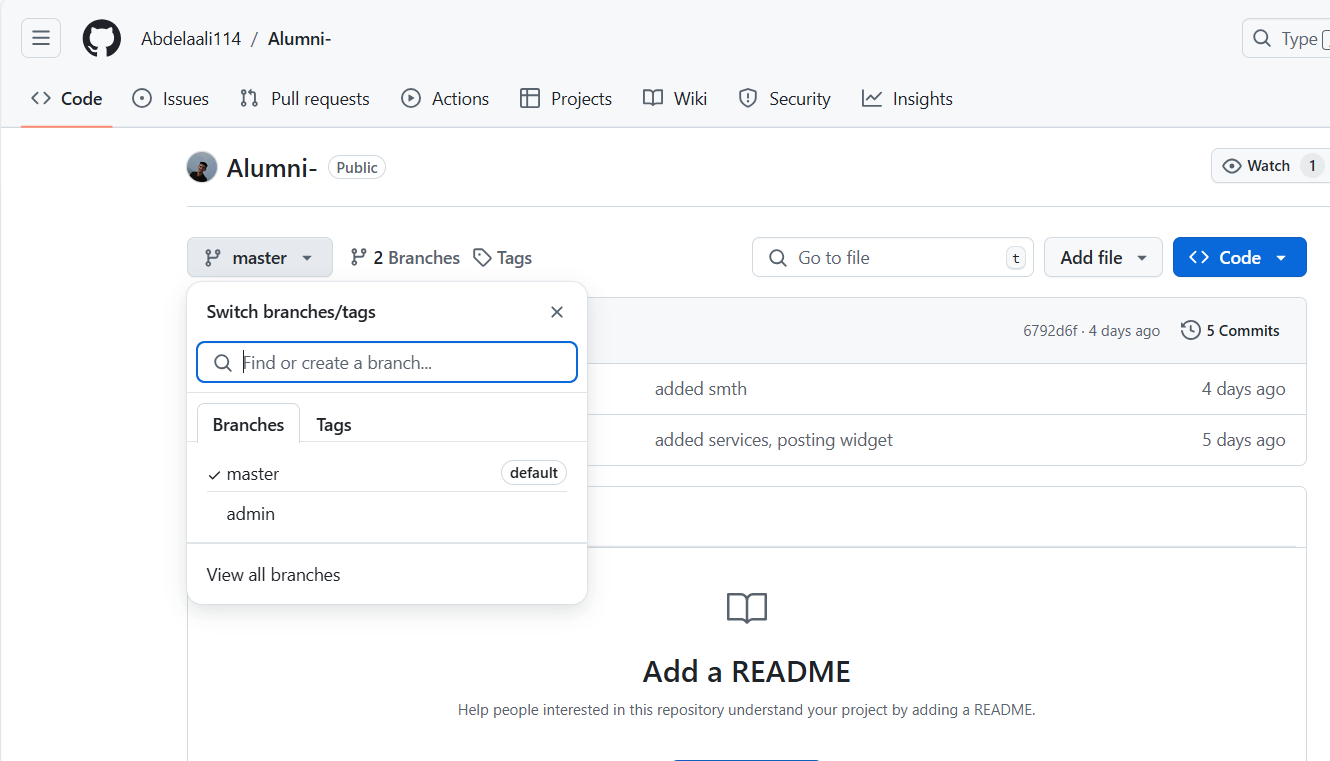 Abdelaali114 / Alumni-
Type
Code Issues Pull requests Actions Projects Wiki Security Insights
Alumni- Public
Watch 1
master 2 Branches Tags
Go to file t
Add file
Code
Switch branches/tags
Find or create a branch...
Branches Tags
master default
admin
View all branches
6792d6f · 4 days ago 5 Commits
added smth 4 days ago
added services, posting widget 5 days ago
Add a README
Help people interested in this repository understand your project by adding a README.